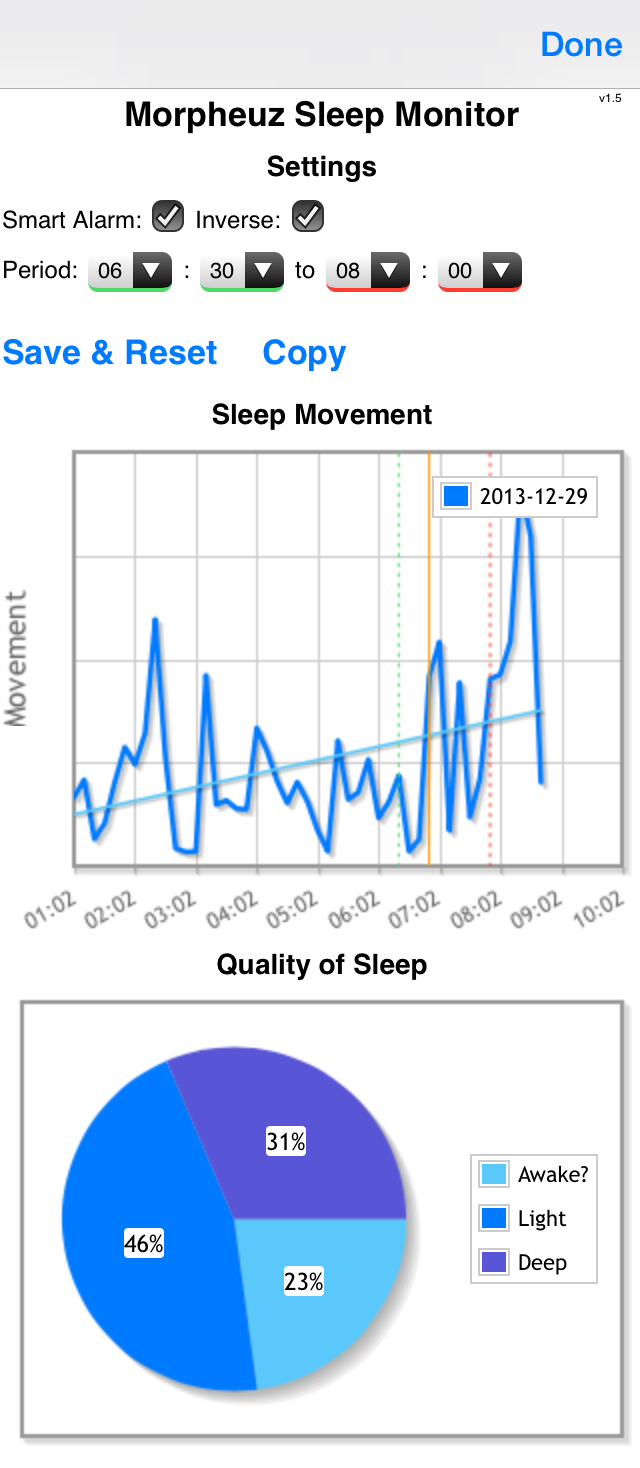 Done
v1.5
Morpheuz Sleep Monitor
Settings
Smart Alarm: Inverse:
Period: 06 : 30 to 08 : 00
Save & Reset Copy
Sleep Movement
2013-12-29
Movement
01:02 02:02 03:02 04:02 05:02 06:02 07:02 08:02 09:02 10:02
Quality of Sleep
31%
Awake?
Light
46%
Deep
23%